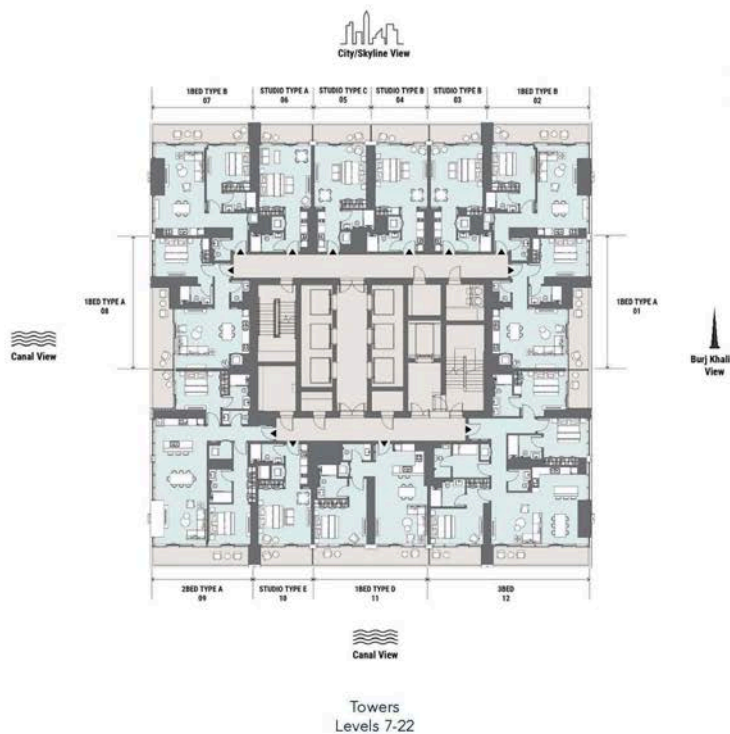 City/Skyline View
1BED TYPE B
07
STUDIO TYPE A
06
STUDIO TYPE C
05
STUDIO TYPE B
04
STUDIO TYPE B
03
1BED TYPE B
02
1BED TYPE A
08
1BED TYPE A
01
Canal View
Burj Khali
View
2BED TYPE A
09
STUDIO TYPE E
10
1BED TYPE D
11
3BED
12
Canal View
Towers
Levels 7-22